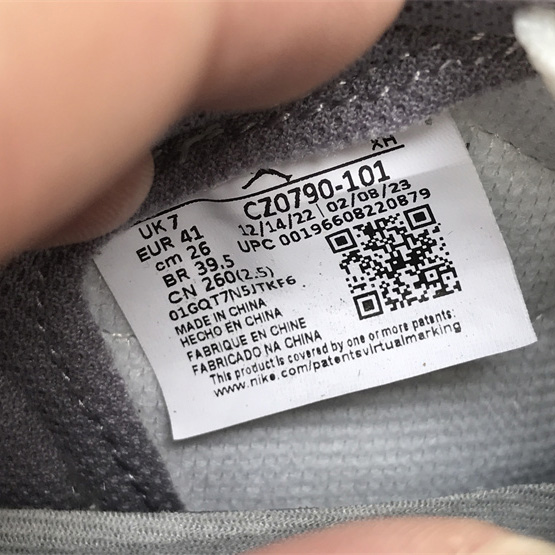 XH
UK 7
EUR 41
cm 26
BR 39.5
CN 260(2.5)
01GQT7N5JTKF6
CZ0790-101
12/14/22 02/08/23
UPC 00196608220879
MADE IN CHINA
HECHO EN CHINA
FABRIQUE EN CHINE
FABRICADO NA CHINA
This product is covered by one or more patents:
www.nike.com/patentsvirtualmarking